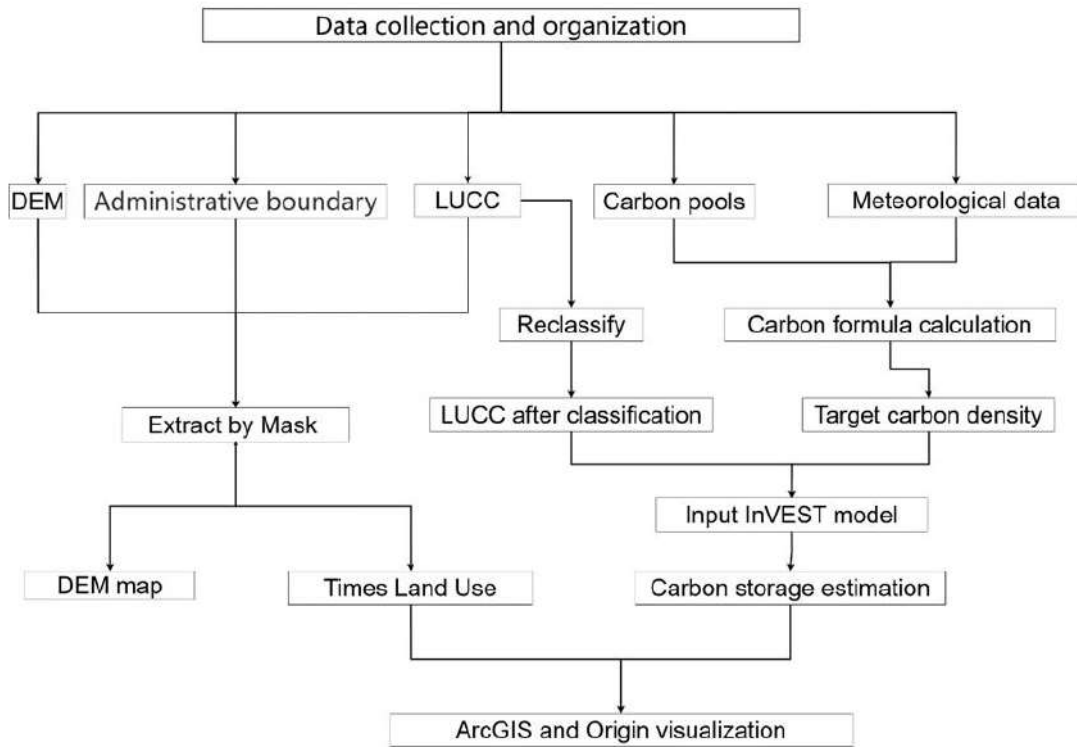 Data collection and organization
DEM
Administrative boundary
LUCC
Carbon pools
Meteorological data
Reclassify
Carbon formula calculation
Extract by Mask
LUCC after classification
Target carbon density
Input InVEST model
DEM map
Times Land Use
Carbon storage estimation
ArcGIS and Origin visualization